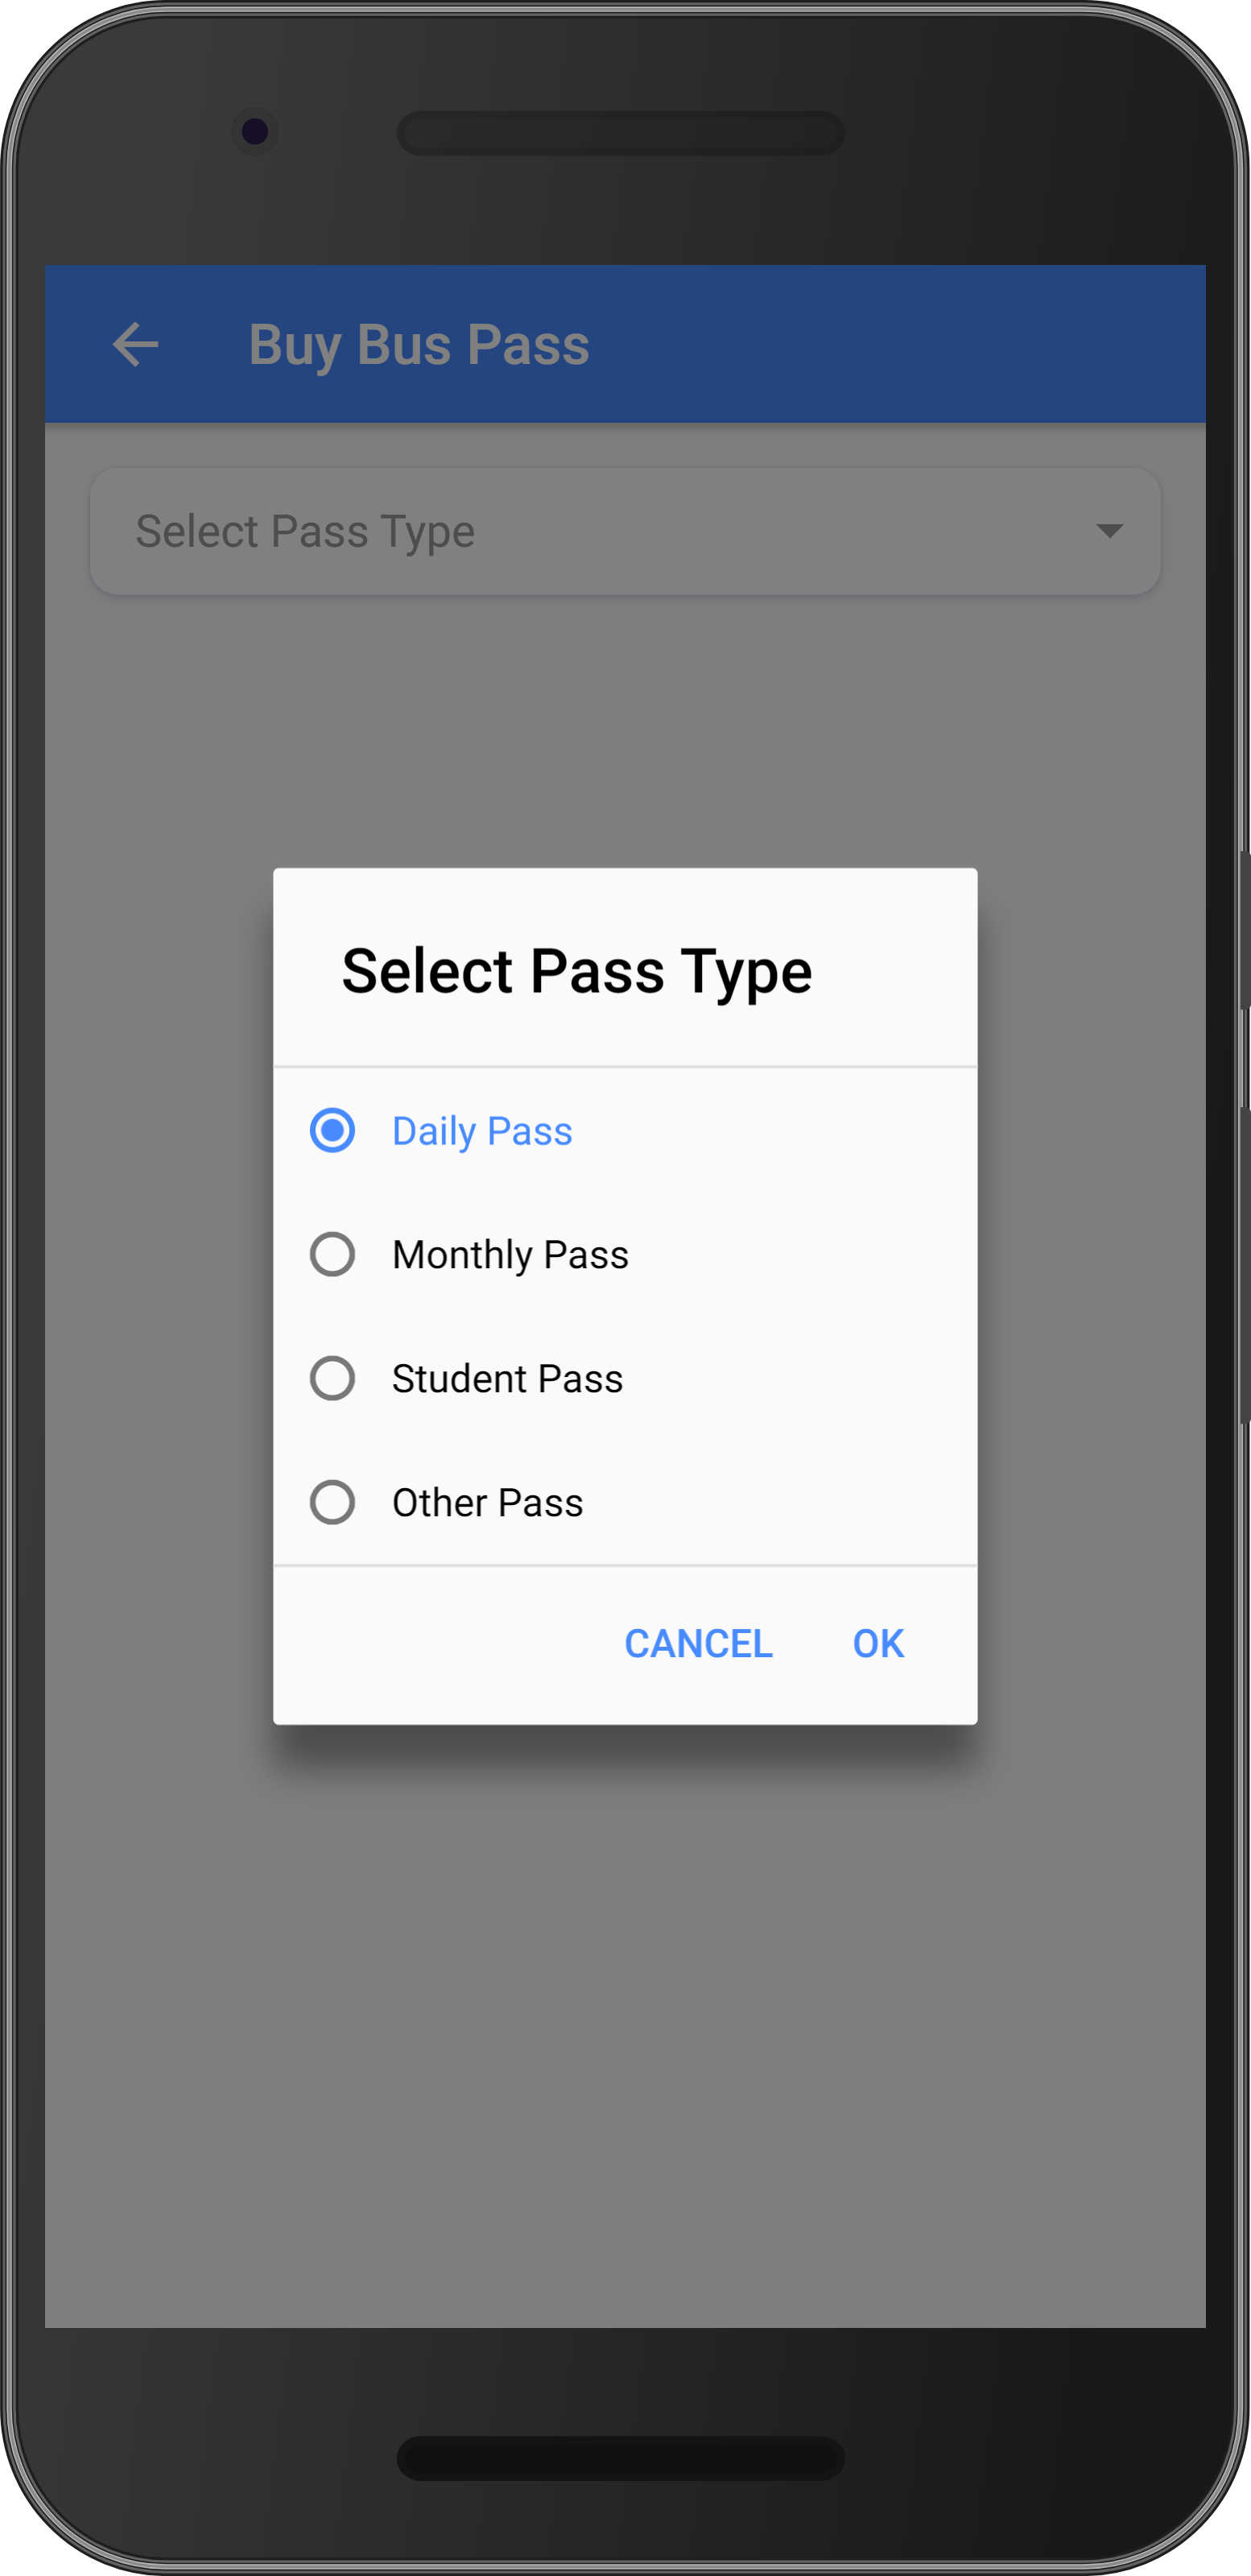 Buy Bus Pass
Select Pass Type
Select Pass Type
Daily Pass
Monthly Pass
Student Pass
Other Pass
CANCEL OK